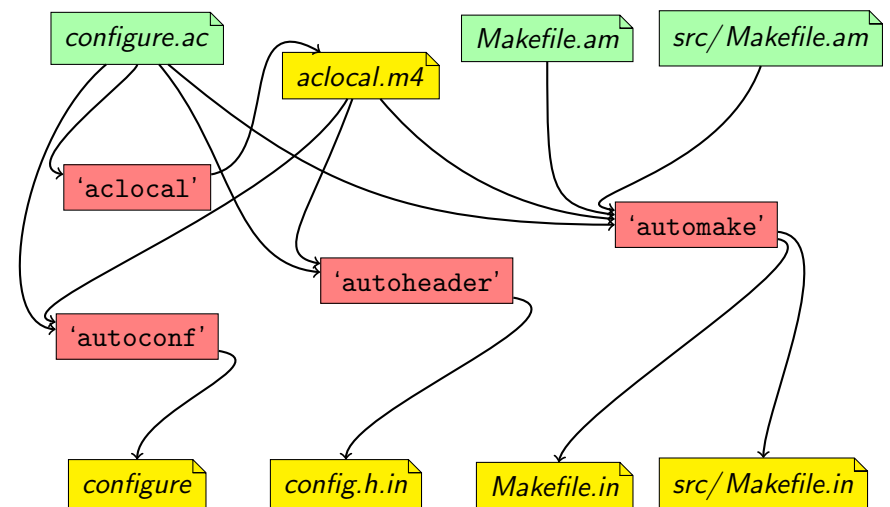 configure.ac
Makefile.am
src/Makefile.am
aclocal.m4
‘aclocal’
‘automake’
‘autoheader’
‘autoconf’
configure
config.h.in
Makefile.in
src/Makefile.in